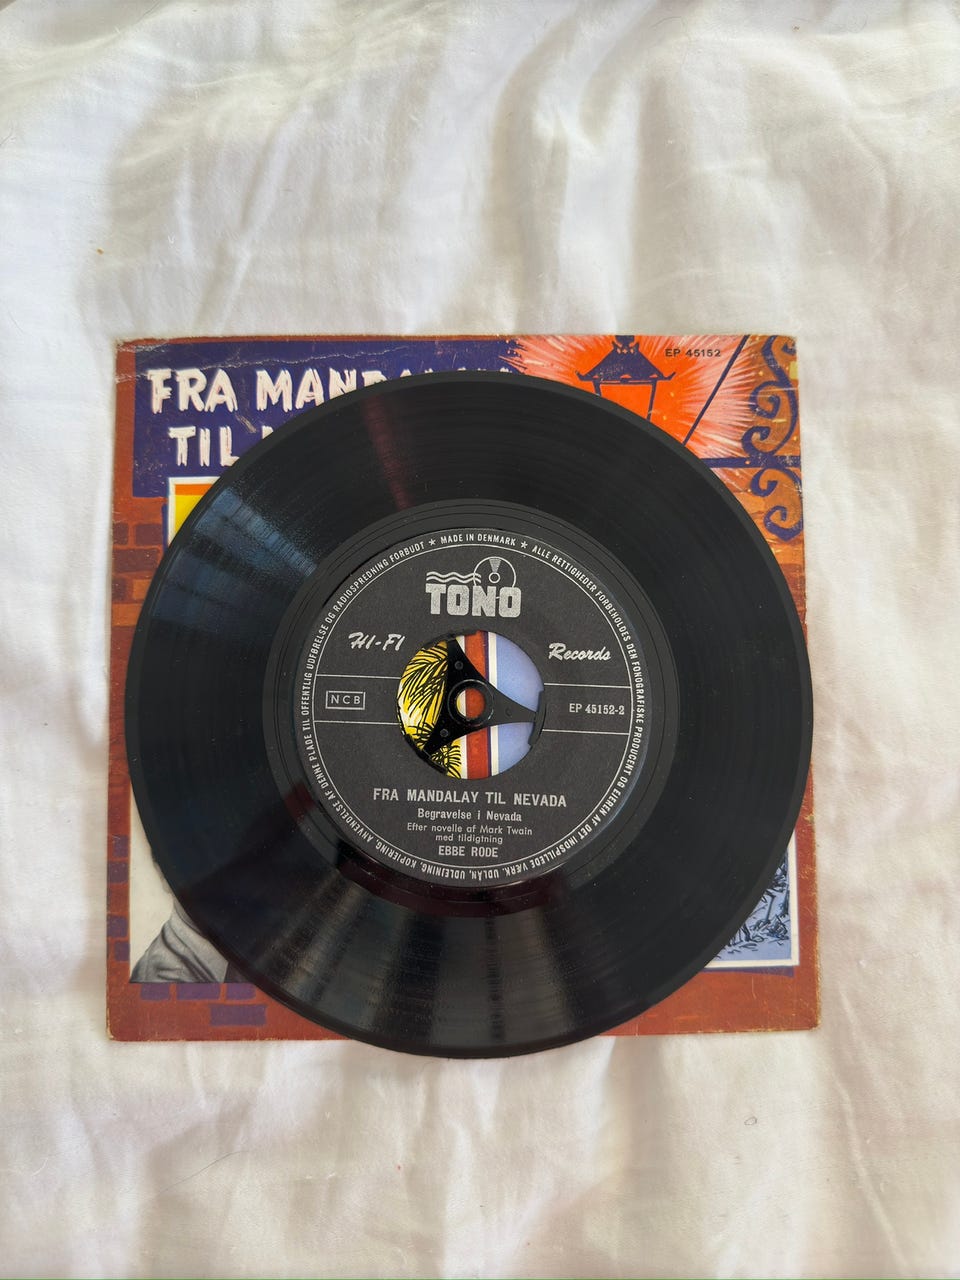 EP 45152
FRA MANDALAY
TIL
ANVENDELSE AF DENNE PLADE TIL OFFENTLIG UDFØRELSE OG RADIOSPREDNING FORBUDT ★ MADE IN DENMARK ★ ALLE RETTIGHEDER FORBEHOLDES DEN FONOGRAFISKE PRODUCENT OG EJEREN AF DET INDSPILLEDE VÆRK. UDLÅN, UDLEJNING, KOPIERING
TONO
HI-FI Records
NCB
EP 45152-2
FRA MANDALAY TIL NEVADA
Begravelse i Nevada
Efter novelle af Mark Twain
med tildigtning
EBBE RODE